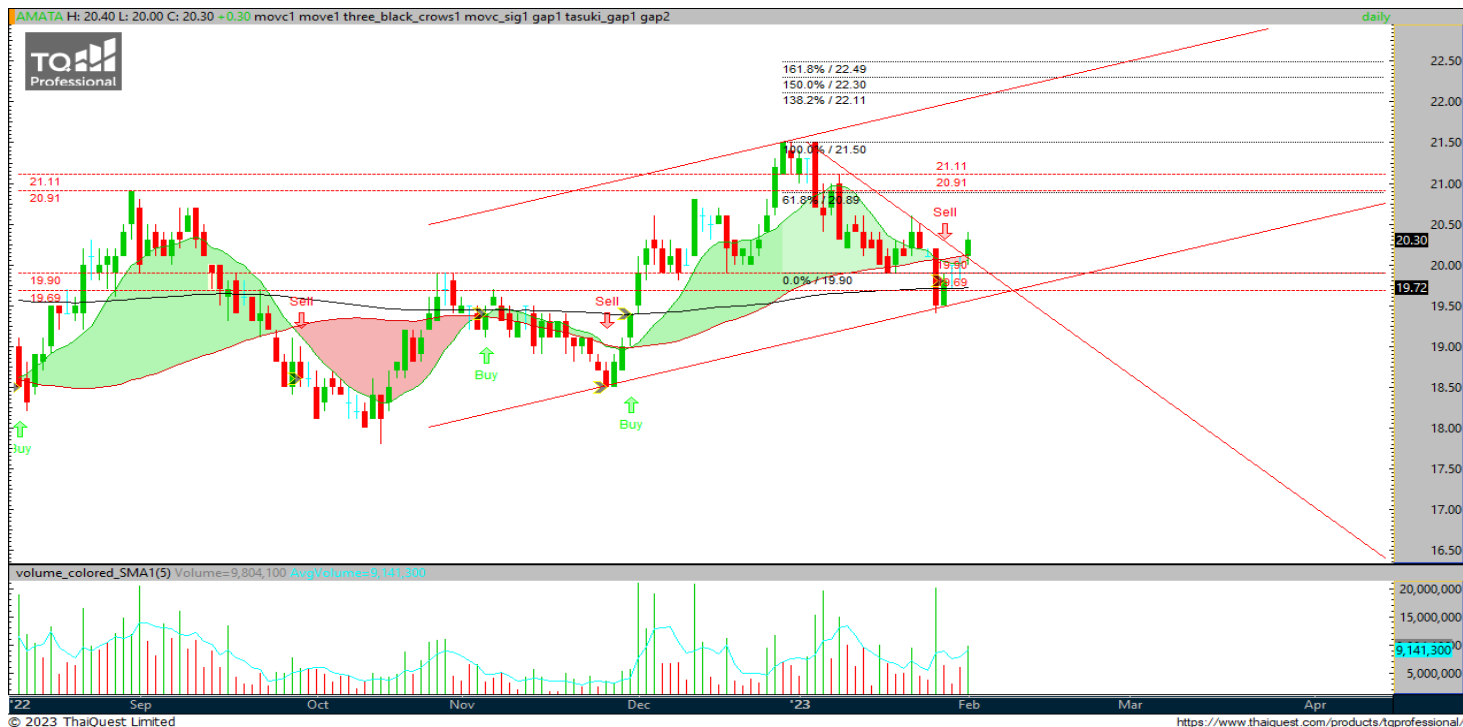 AMATA H: 20.40 L: 20.00 C: 20.30 +0.30 movc1 move1 three_black_crows1 movc_sig1 gap1 tasuki_gap1 gap2 daily
TQ
Professional
161.8% / 22.49
150.0% / 22.30
138.2% / 22.11
100.0% / 21.50
21.11
20.91
61.8% / 20.89
21.11
20.91
Sell
19.90
19.69
0.0% / 19.90
19.90
19.69
Sell
Sell
Buy
Buy
Buy
22.50
22.00
21.50
21.00
20.50
20.30
20.00
19.72
19.50
19.00
18.50
18.00
17.50
17.00
16.50
volume_colored_SMA1(5) Volume=9,804,100 AvgVolume=9,141,300
20,000,000
15,000,000
9,141,300
5,000,000
'22 Sep Oct Nov Dec '23 Feb Mar Apr
© 2023 ThaiQuest Limited https://www.thaiquest.com/products/tqprofessional/